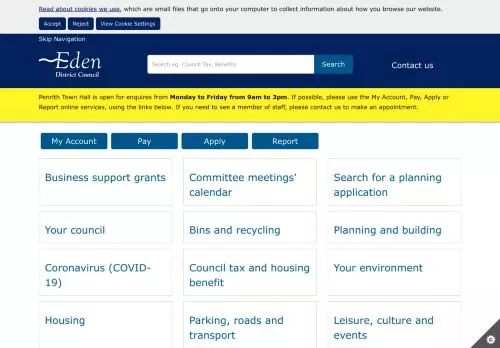 Read about cookies we use, which are small files that go onto your computer to collect information about how you browse our website.
Accept Reject View Cookie Settings
Skip Navigation
Eden
District Council
Search eg. Council Tax, Benefits!
Search
Contact us
Penrith Town Hall is open for enquires from Monday to Friday from 9am to 3pm. If possible, please use the My Account, Pay, Apply or
Report online services, using the links below. If you need to see a member of staff, please contact us to make an appointment.
My Account Pay Apply Report
Business support grants
Committee meetings'
calendar
Search for a planning
application
Your council
Bins and recycling
Planning and building
Coronavirus (COVID-
19)
Council tax and housing
benefit
Your environment
Housing
Parking, roads and
transport
Leisure, culture and
events